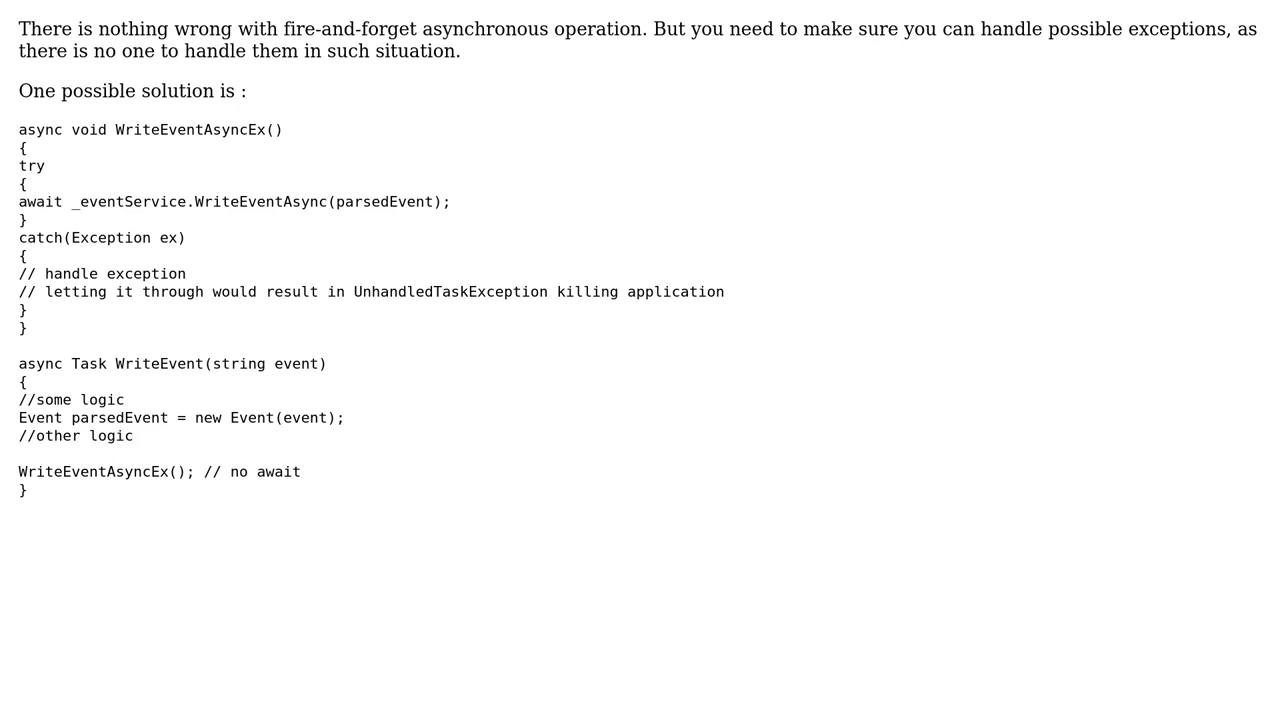 There is nothing wrong with fire-and-forget asynchronous operation. But you need to make sure you can handle possible exceptions, as
there is no one to handle them in such situation.
One possible solution is :
async void WriteEventAsyncEx()
{
try
{
await _eventService.WriteEventAsync(parsedEvent);
}
catch(Exception ex)
{
// handle exception
// letting it through would result in UnhandledTaskException killing application
}
}
async Task WriteEvent(string event)
{
//some logic
Event parsedEvent = new Event(event);
//other logic
WriteEventAsyncEx(); // no await
}